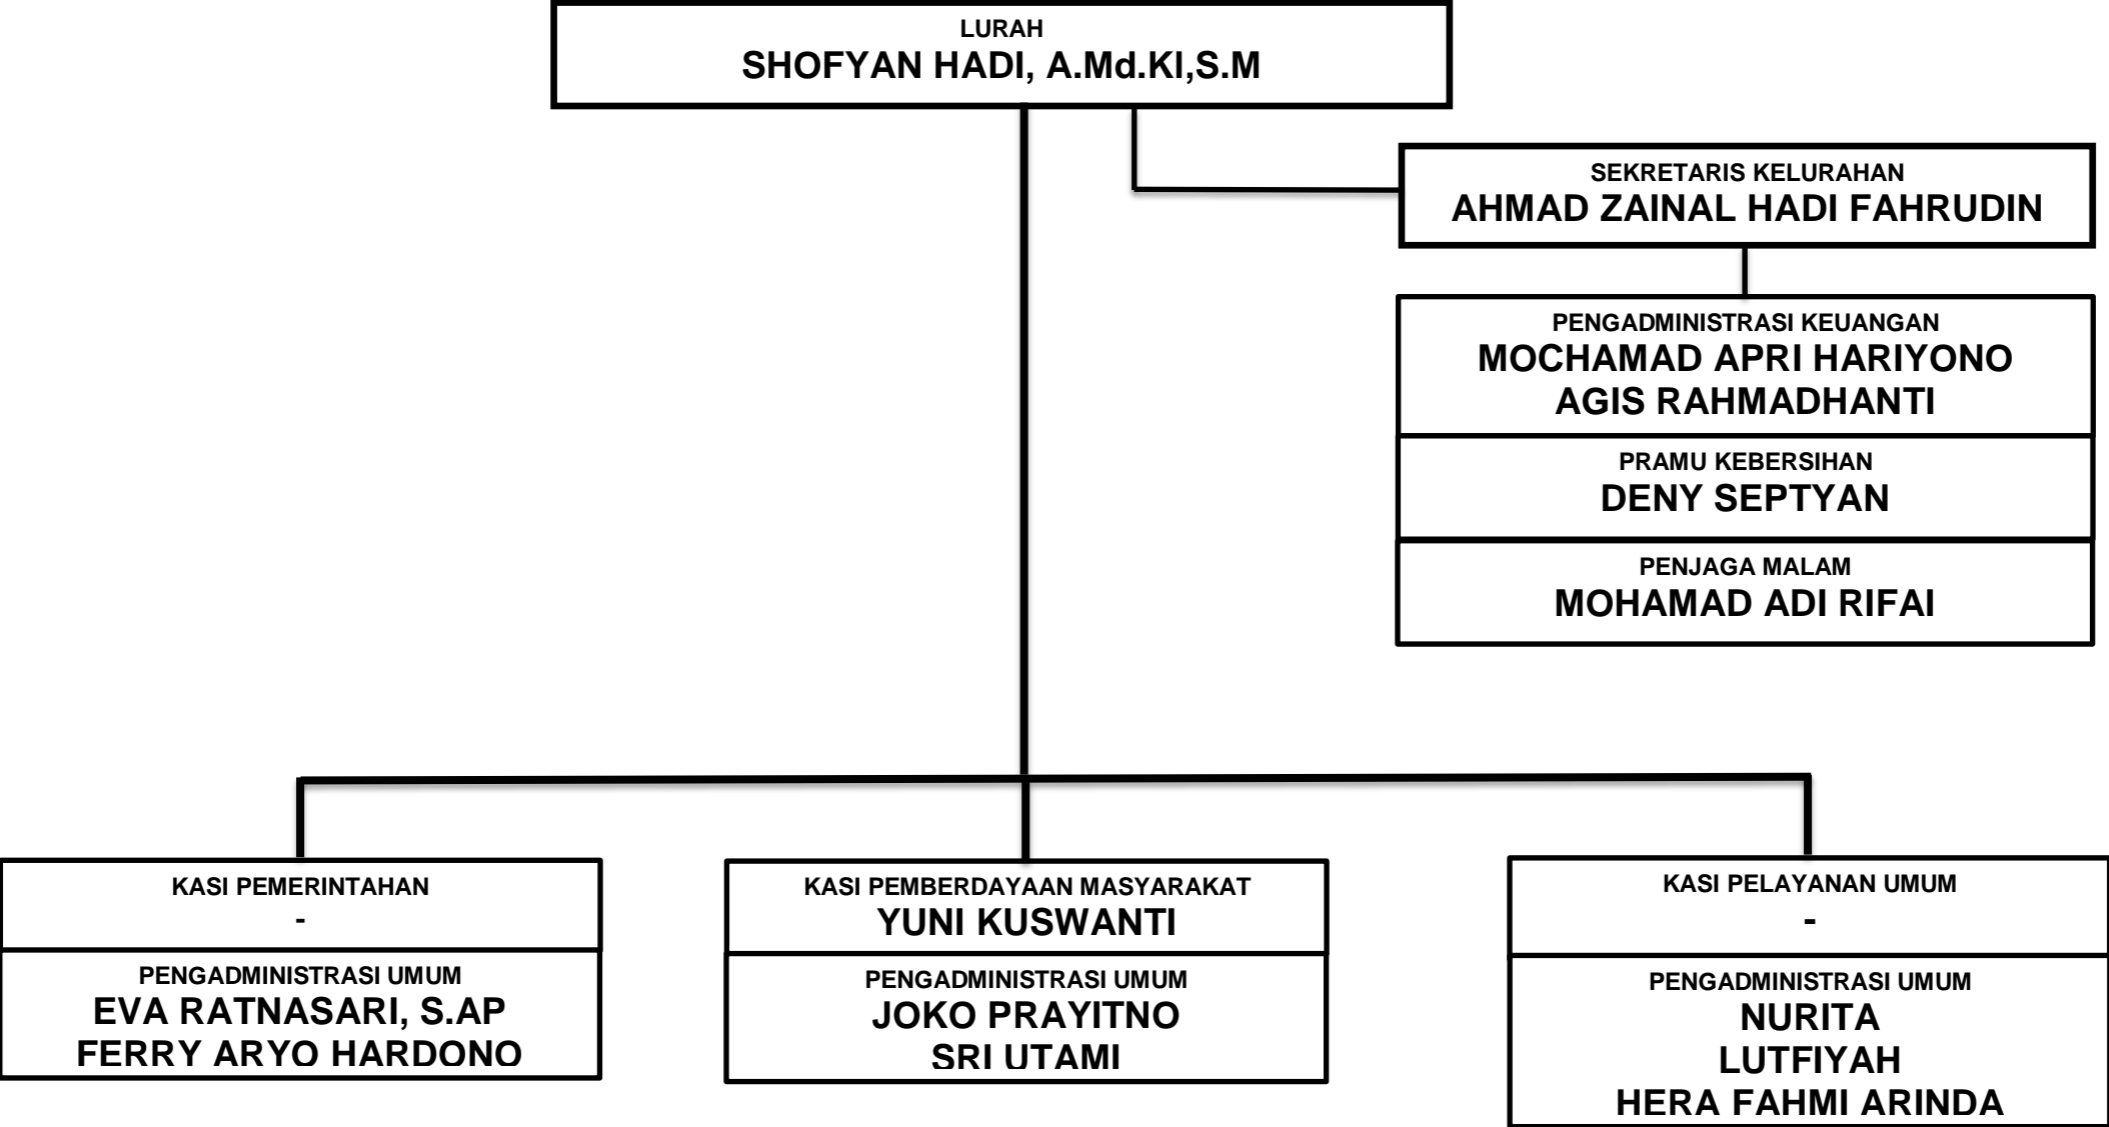 LURAH
SHOFYAN HADI, A.Md.KI,S.M
SEKRETARIS KELURAHAN
AHMAD ZAINAL HADI FAHRUDIN
PENGADMINISTRASI KEUANGAN
MOCHAMAD APRI HARIYONO
AGIS RAHMADHANTI
PRAMU KEBERSIHAN
DENY SEPTYAN
PENJAGA MALAM
MOHAMAD ADI RIFAI
KASI PEMERINTAHAN
-
PENGADMINISTRASI UMUM
EVA RATNASARI, S.AP
FERRY ARYO HARDONO
KASI PEMBERDAYAAN MASYARAKAT
YUNI KUSWANTI
PENGADMINISTRASI UMUM
JOKO PRAYITNO
SRI UTAMI
KASI PELAYANAN UMUM
-
PENGADMINISTRASI UMUM
NURITA
LUTFIYAH
HERA FAHMI ARINDA